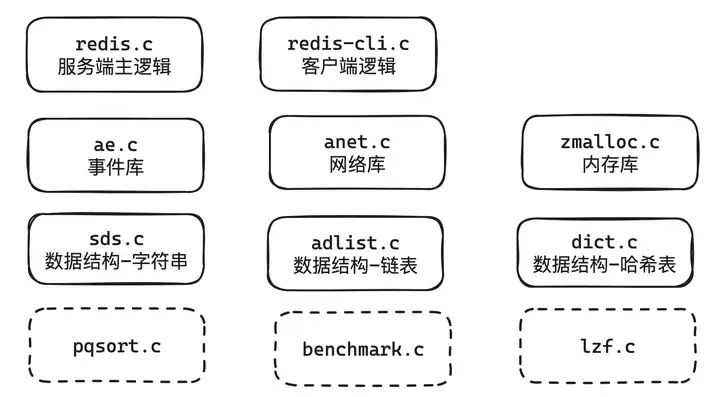 redis.c
服务端主逻辑
redis-cli.c
客户端逻辑
ae.c
事件库
anet.c
网络库
zmalloc.c
内存库
sds.c
数据结构-字符串
adlist.c
数据结构-链表
dict.c
数据结构-哈希表
pqsort.c
benchmark.c
lzf.c